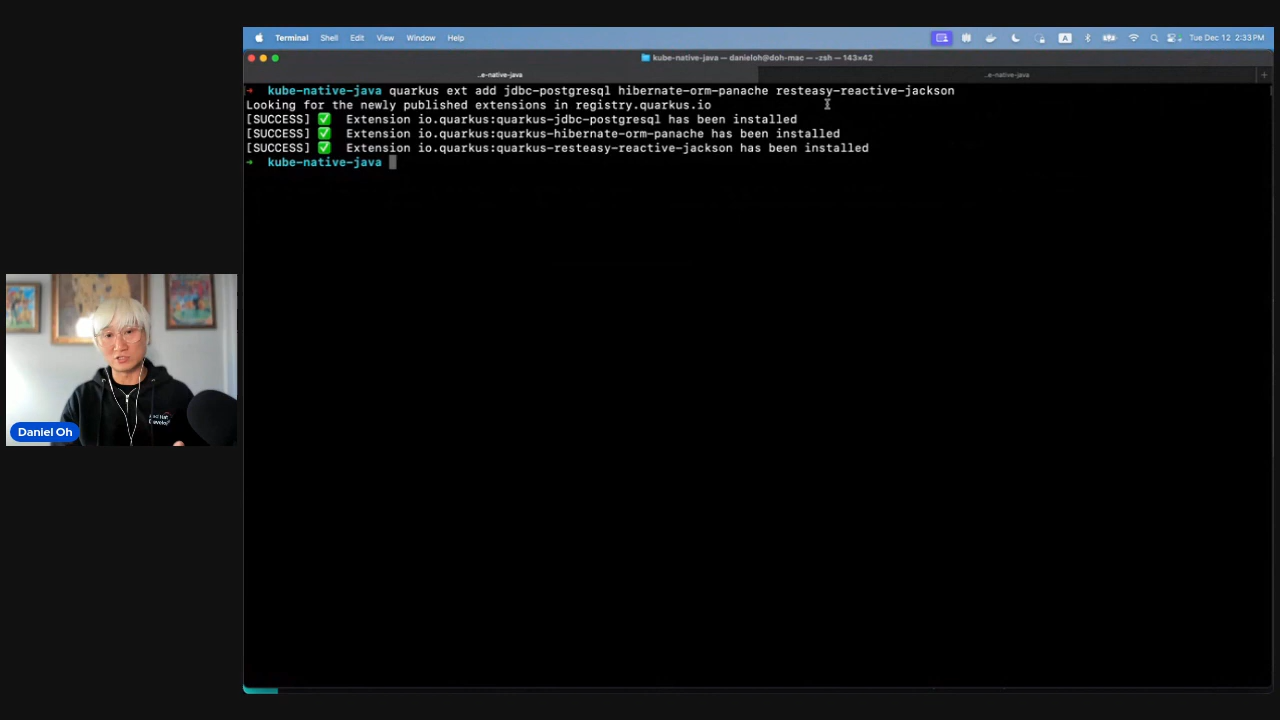 Terminal Shell Edit View Window Help
A
Tue Dec 12 2:33 PM
kube-native-java — danieloh@doh-mac — -zsh — 143×42
..e-native-java
..e-native-java
+
→ kube-native-java quarkus ext add jdbc-postgresql hibernate-orm-panache resteasy-reactive-jackson
Looking for the newly published extensions in registry.quarkus.io
[SUCCESS] ✅ Extension io.quarkus:quarkus-jdbc-postgresql has been installed
[SUCCESS] ✅ Extension io.quarkus:quarkus-hibernate-orm-panache has been installed
[SUCCESS] ✅ Extension io.quarkus:quarkus-resteasy-reactive-jackson has been installed
→ kube-native-java
Daniel Oh